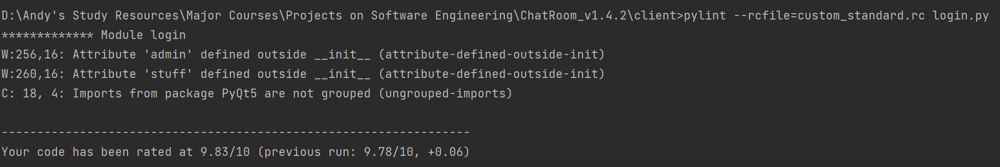 D:\Andy's Study Resources\Major Courses\Projects on Software Engineering\ChatRoom_v1.4.2\client>pylint --rcfile=custom_standard.rc login.py
************* Module login
W:256,16: Attribute 'admin' defined outside __init__ (attribute-defined-outside-init)
W:260,16: Attribute 'stuff' defined outside __init__ (attribute-defined-outside-init)
C: 18, 4: Imports from package PyQt5 are not grouped (ungrouped-imports)
------------------------------------------------------------------
Your code has been rated at 9.83/10 (previous run: 9.78/10, +0.06)